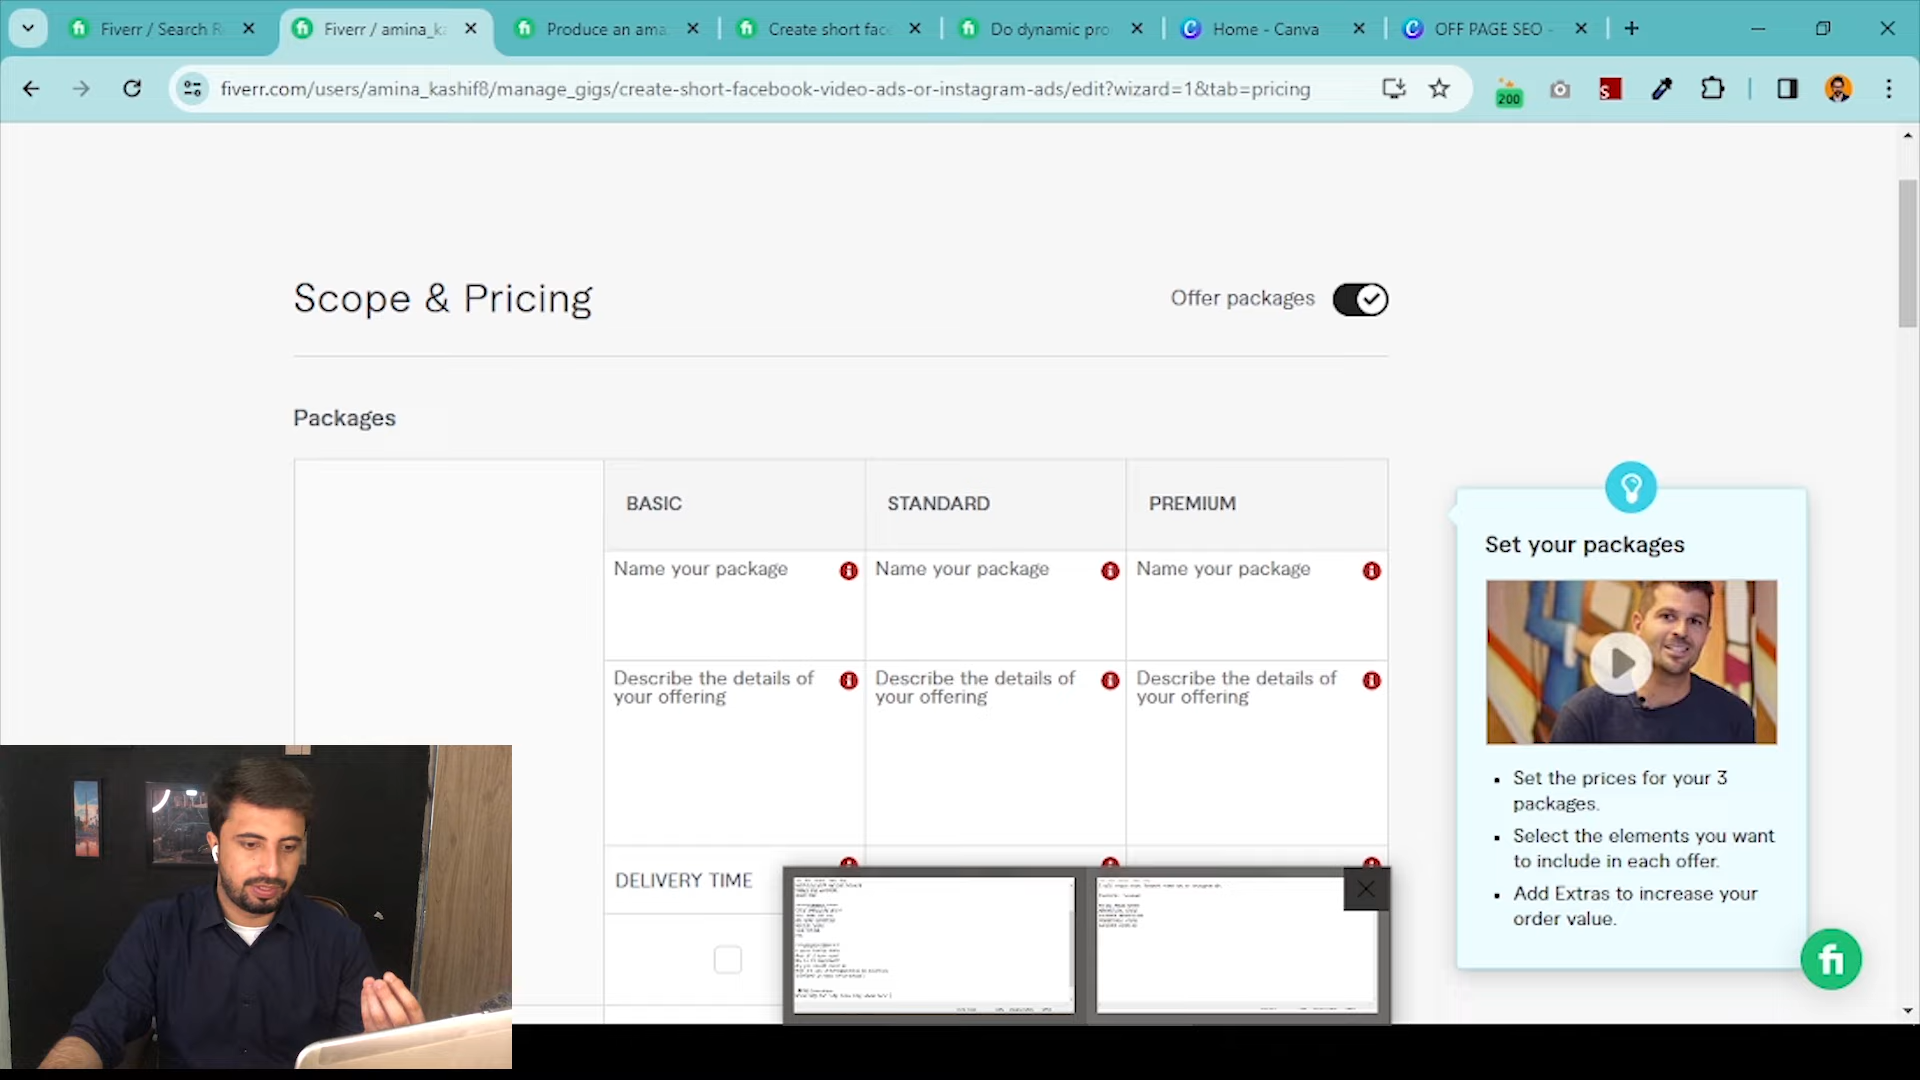 Fiverr / Search R
Fiverr / amina_ka
Produce an ama
Create short fac
Do dynamic pro
Home - Canva
OFF PAGE SEO -
fiverr.com/users/amina_kashif8/manage_gigs/create-short-facebook-video-ads-or-instagram-ads/edit?wizard=1&tab=pricing
200
S
Scope & Pricing
Offer packages
Packages
BASIC
STANDARD
PREMIUM
Name your package
Name your package
Name your package
Describe the details of
your offering
Describe the details of
your offering
Describe the details of
your offering
DELIVERY TIME
Set your packages
Set the prices for your 3
packages.
Select the elements you want
to include in each offer.
Add Extras to increase your
order value.
fi